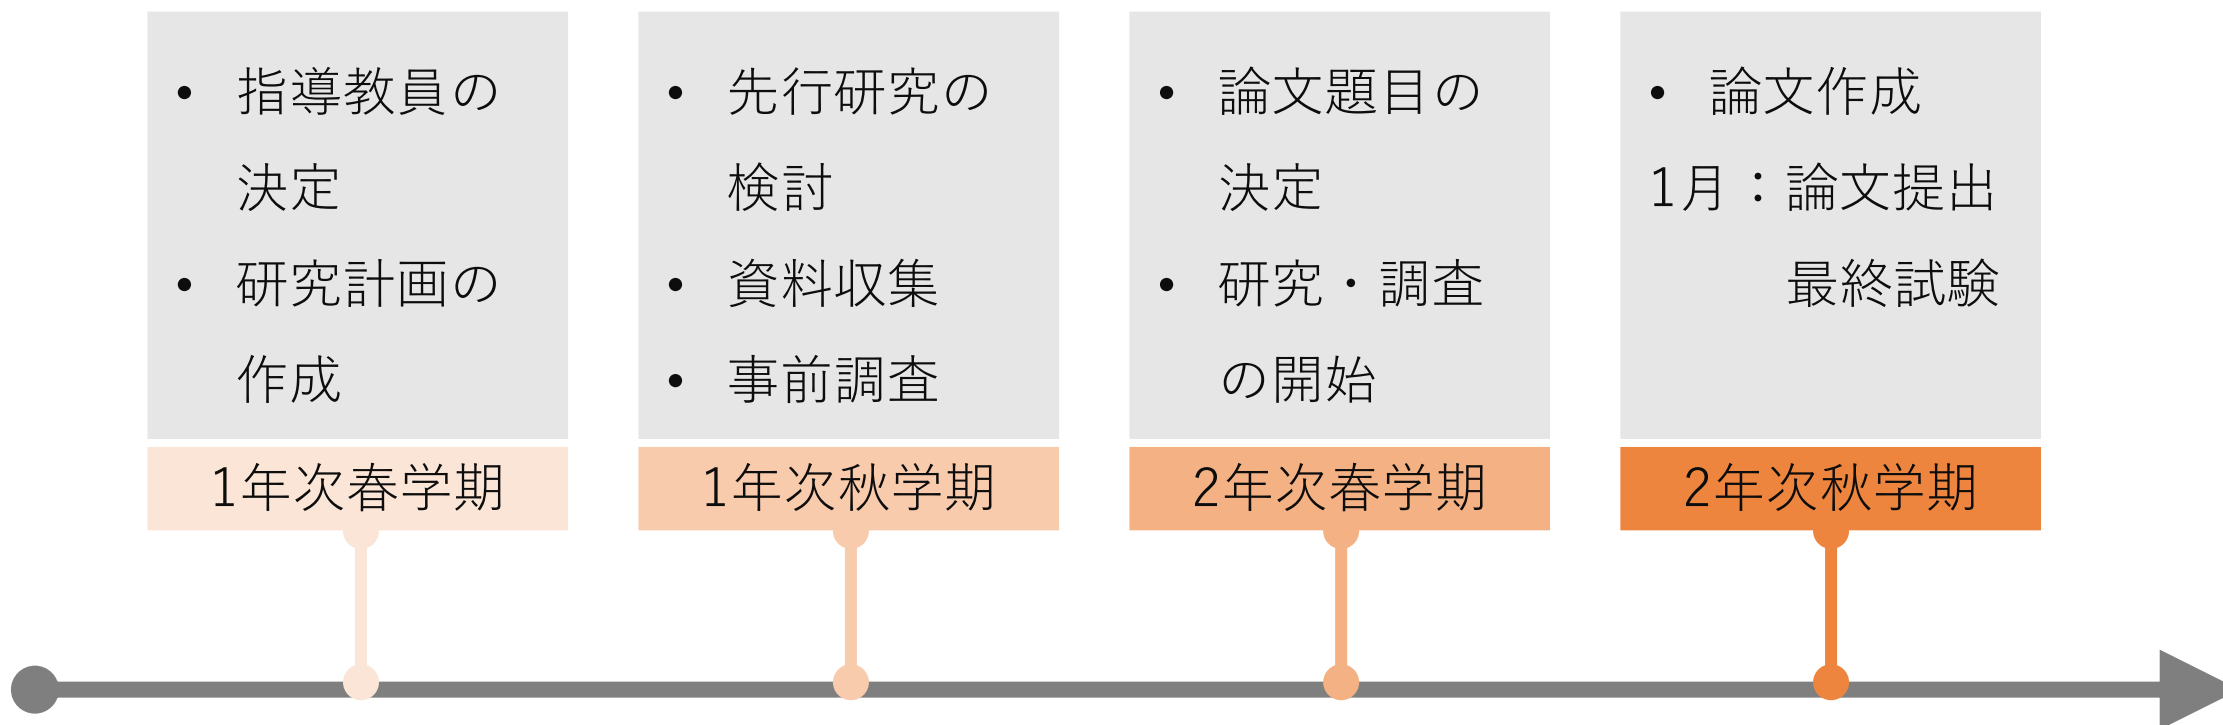 • 指導教員の
決定
• 研究計画の
作成
1年次春学期
• 先行研究の
検討
• 資料収集
• 事前調査
1年次秋学期
• 論文題目の
決定
• 研究・調査
の開始
2年次春学期
• 論文作成
1月：論文提出
最終試験
2年次秋学期